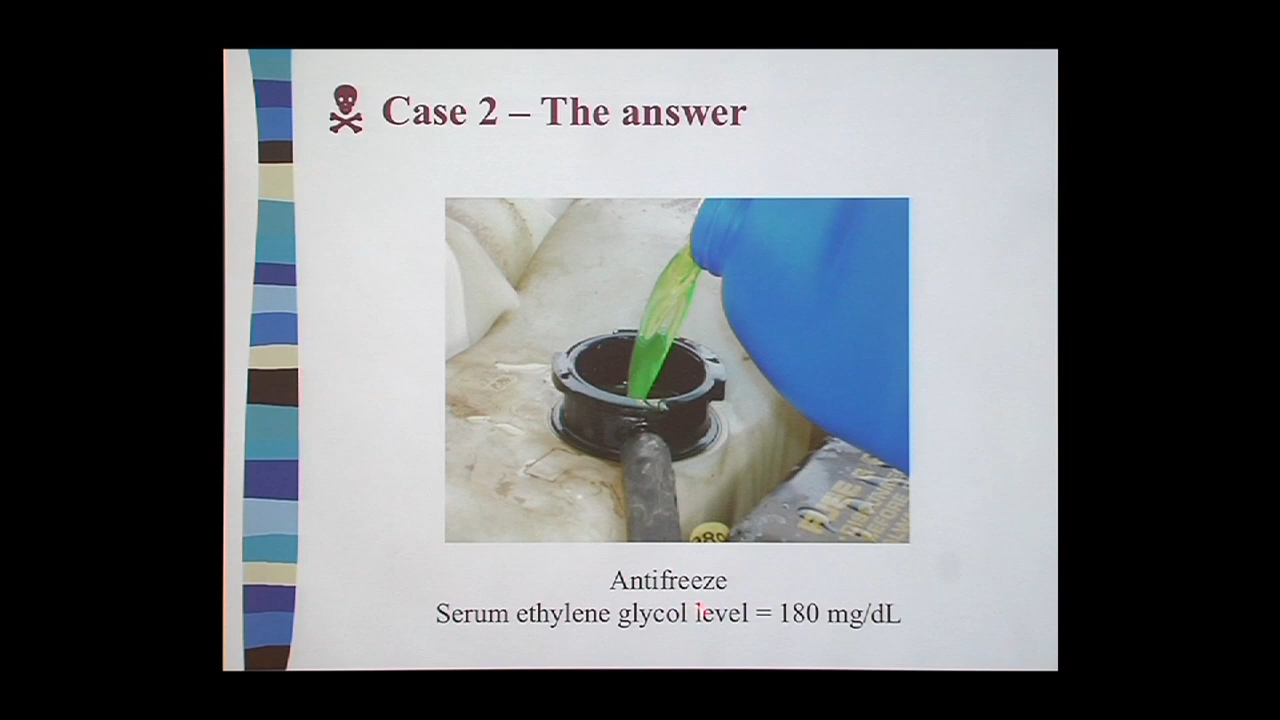 Case 2 – The answer
Antifreeze
Serum ethylene glycol level = 180 mg/dL